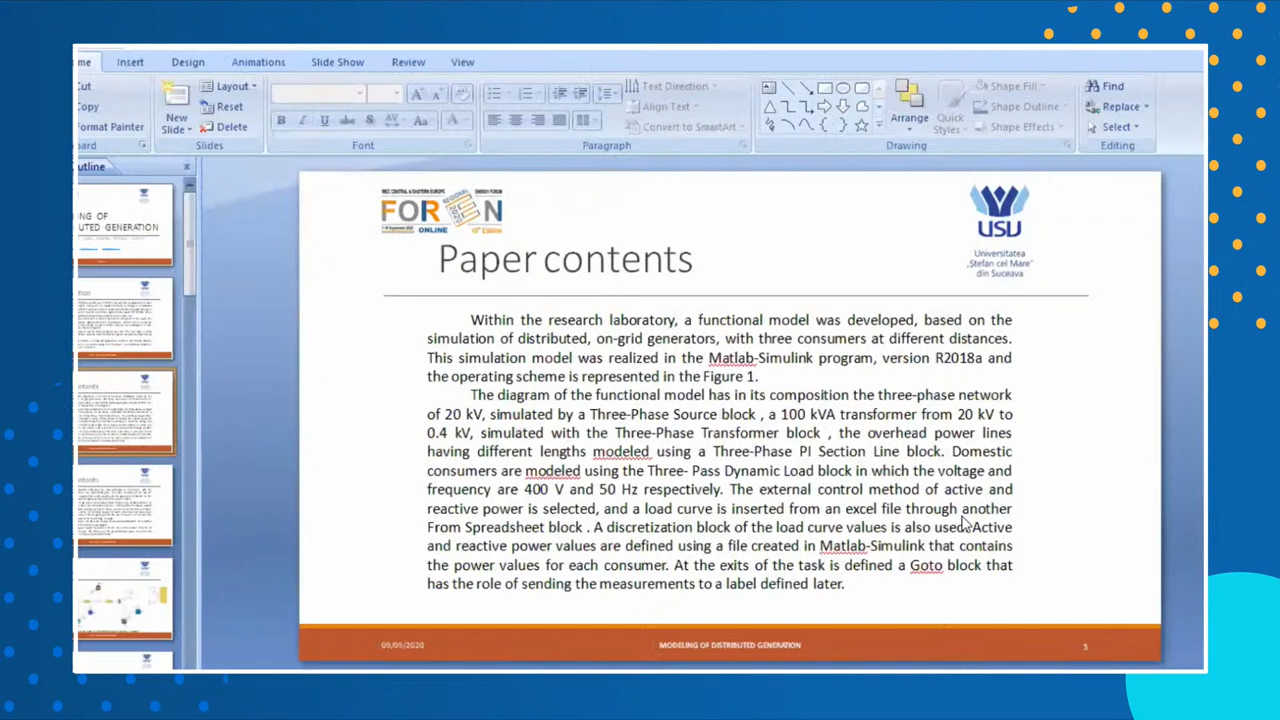 me Insert Design Animations Slide Show Review View
Cut
Copy
Format Painter
New
Slide
Layout
Reset
Delete
Slides
Font
Text Direction
Align Text
Convert to SmartArt
Paragraph
Arrange
Quick
Styles
Shape Fill
Shape Outline
Shape Effects
Drawing
Find
Replace
Select
Editing
WEC CENTRAL & EASTERN EUROPE ENERGY FORUM
FOREN
REGIONAL
ONLINE
USU
Universitatea
„Ștefan cel Mare”
din Suceava
Paper contents
Within the search laboratory, a functional model was developed, based on the
simulation of distributed, on-grid generators, with three consumers at different distances.
This simulation model was realized in the Matlab-Simulink program, version R2018a and
the operating scheme is represented in the Figure 1.
The diagram of the functional model has in its composition the three-phase network
of 20 kV, simulated Three-Phase Source block , a 100 kVA transformer from 20 kV to
0.4 kV, simulated with the Three-Phase Transformer block , the overhead power lines
having different lengths modeled using a Three-Phase PI Section Line block. Domestic
consumers are modeled using the Three- Pass Dynamic Load block in which the voltage and
frequency are 400 V and 50 Hz respectively. The external control method of active and
reactive power is selected, and a load curve is inserted from an excel file through another
From Spreadsheet block . A discretization block of the input values is also used. Active
and reactive power values are defined using a file created in Matlab-Simulink that contains
the power values for each consumer. At the exits of the task is defined a Goto block that
has the role of sending the measurements to a label defined later.
09/09/2020 MODELING OF DISTRIBUTED GENERATION 3